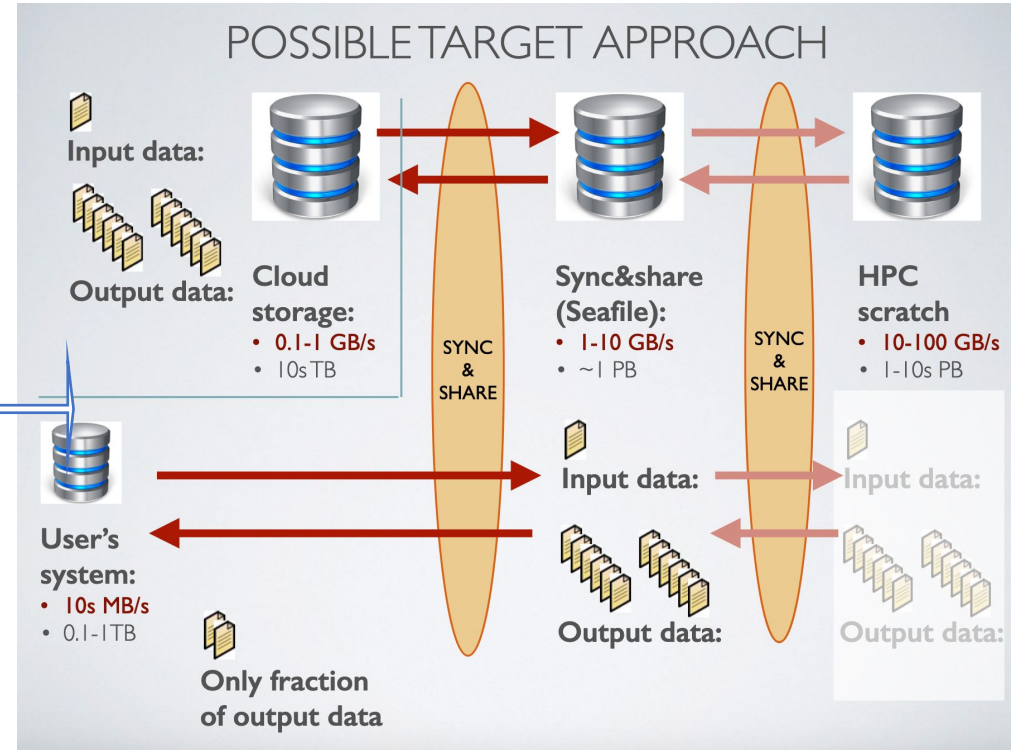 POSSIBLE TARGET APPROACH
Input data:
Output data:
Cloud
storage:
• 0.1-1 GB/s
• 10s TB
SYNC
&
SHARE
Sync&share
(Seafile):
• 1-10 GB/s
• ~1 PB
SYNC
&
SHARE
HPC
scratch
• 10-100 GB/s
• 1-10s PB
User's
system:
• 10s MB/s
• 0.1-1TB
Only fraction
of output data
Input data:
Output data:
Input data:
Output data: